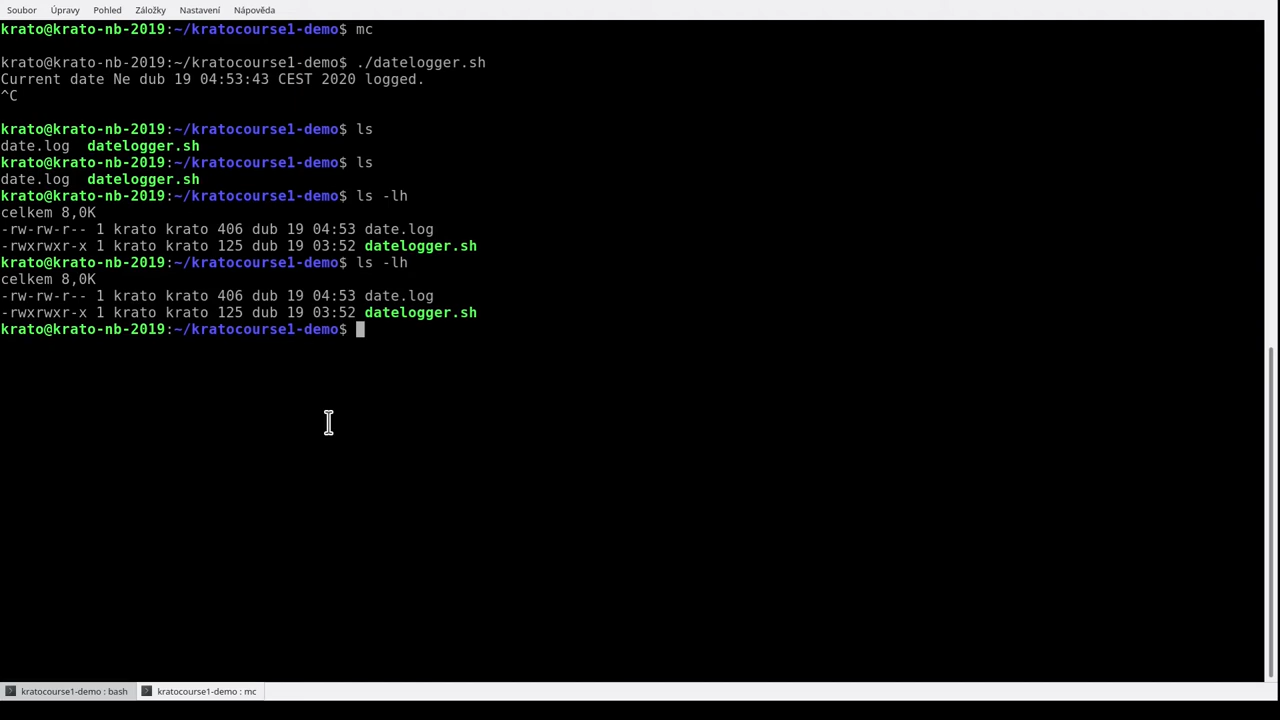 Soubor Úpravy Pohled Záložky Nastavení Nápověda
krato@krato-nb-2019:~/kratocourse1-demo$ mc
krato@krato-nb-2019:~/kratocourse1-demo$ ./datelogger.sh
Current date Ne dub 19 04:53:43 CEST 2020 logged.
^C
krato@krato-nb-2019:~/kratocourse1-demo$ ls
date.log  datelogger.sh
krato@krato-nb-2019:~/kratocourse1-demo$ ls
date.log  datelogger.sh
krato@krato-nb-2019:~/kratocourse1-demo$ ls -lh
celkem 8,0K
-rw-rw-r-- 1 krato krato 406 dub 19 04:53 date.log
-rwxrwxr-x 1 krato krato 125 dub 19 03:52 datelogger.sh
krato@krato-nb-2019:~/kratocourse1-demo$ ls -lh
celkem 8,0K
-rw-rw-r-- 1 krato krato 406 dub 19 04:53 date.log
-rwxrwxr-x 1 krato krato 125 dub 19 03:52 datelogger.sh
krato@krato-nb-2019:~/kratocourse1-demo$
kratocourse1-demo : bash kratocourse1-demo : mc